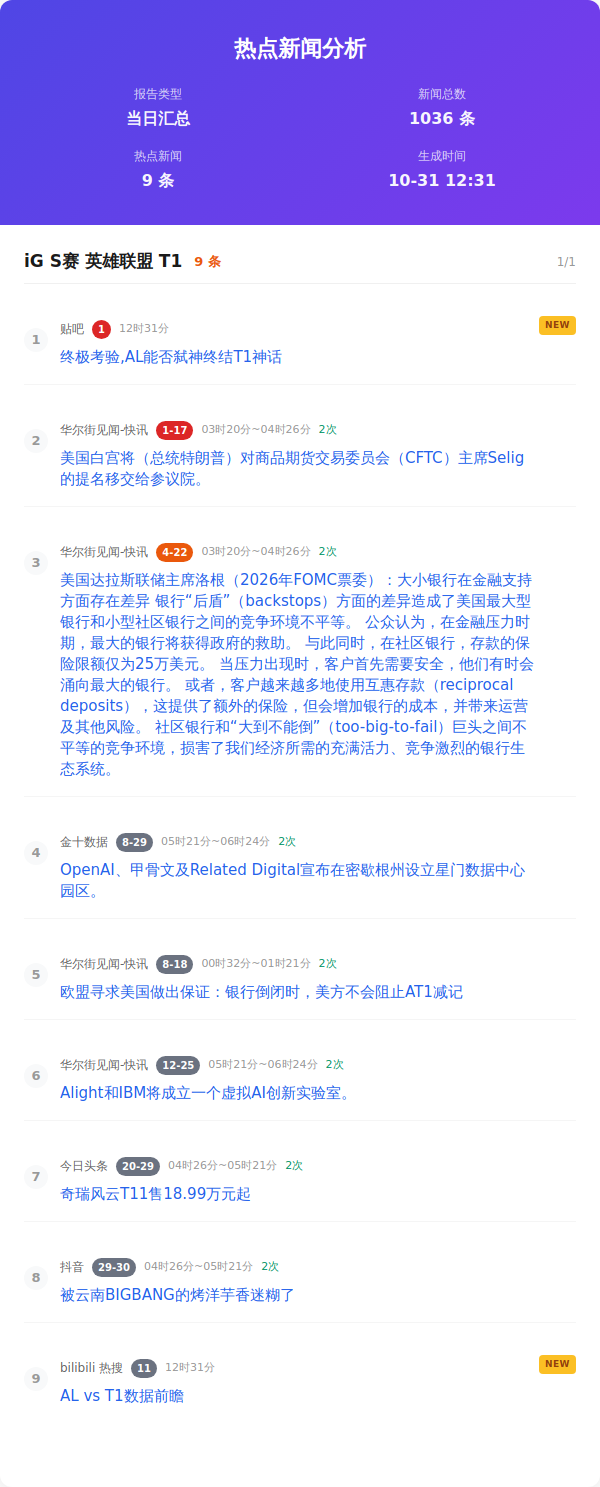 热点新闻分析
报告类型
新闻总数
当日汇总
1036 条
热点新闻
生成时间
9 条
10-31 12:31
iG S赛 英雄联盟 T1 9 条 1/1
1
贴吧 1 12时31分 NEW
终极考验,AL能否弑神终结T1神话
2
华尔街见闻-快讯 1-17 03时20分~04时26分 2次
美国白宫将（总统特朗普）对商品期货交易委员会（CFTC）主席Selig
的提名移交给参议院。
3
华尔街见闻-快讯 4-22 03时20分~04时26分 2次
美国达拉斯联储主席洛根（2026年FOMC票委）：大小银行在金融支持
方面存在差异 银行“后盾”（backstops）方面的差异造成了美国最大型
银行和小型社区银行之间的竞争环境不平等。 公众认为，在金融压力时
期，最大的银行将获得政府的救助。 与此同时，在社区银行，存款的保
险限额仅为25万美元。 当压力出现时，客户首先需要安全，他们有时会
涌向最大的银行。 或者，客户越来越多地使用互惠存款（reciprocal
deposits），这提供了额外的保险，但会增加银行的成本，并带来运营
及其他风险。 社区银行和“大到不能倒”（too-big-to-fail）巨头之间不
平等的竞争环境，损害了我们经济所需的充满活力、竞争激烈的银行生
态系统。
4
金十数据 8-29 05时21分~06时24分 2次
OpenAI、甲骨文及Related Digital宣布在密歇根州设立星门数据中心
园区。
5
华尔街见闻-快讯 8-18 00时32分~01时21分 2次
欧盟寻求美国做出保证：银行倒闭时，美方不会阻止AT1减记
6
华尔街见闻-快讯 12-25 05时21分~06时24分 2次
Alight和IBM将成立一个虚拟AI创新实验室。
7
今日头条 20-29 04时26分~05时21分 2次
奇瑞风云T11售18.99万元起
8
抖音 29-30 04时26分~05时21分 2次
被云南BIGBANG的烤洋芋香迷糊了
9
bilibili 热搜 11 12时31分 NEW
AL vs T1数据前瞻